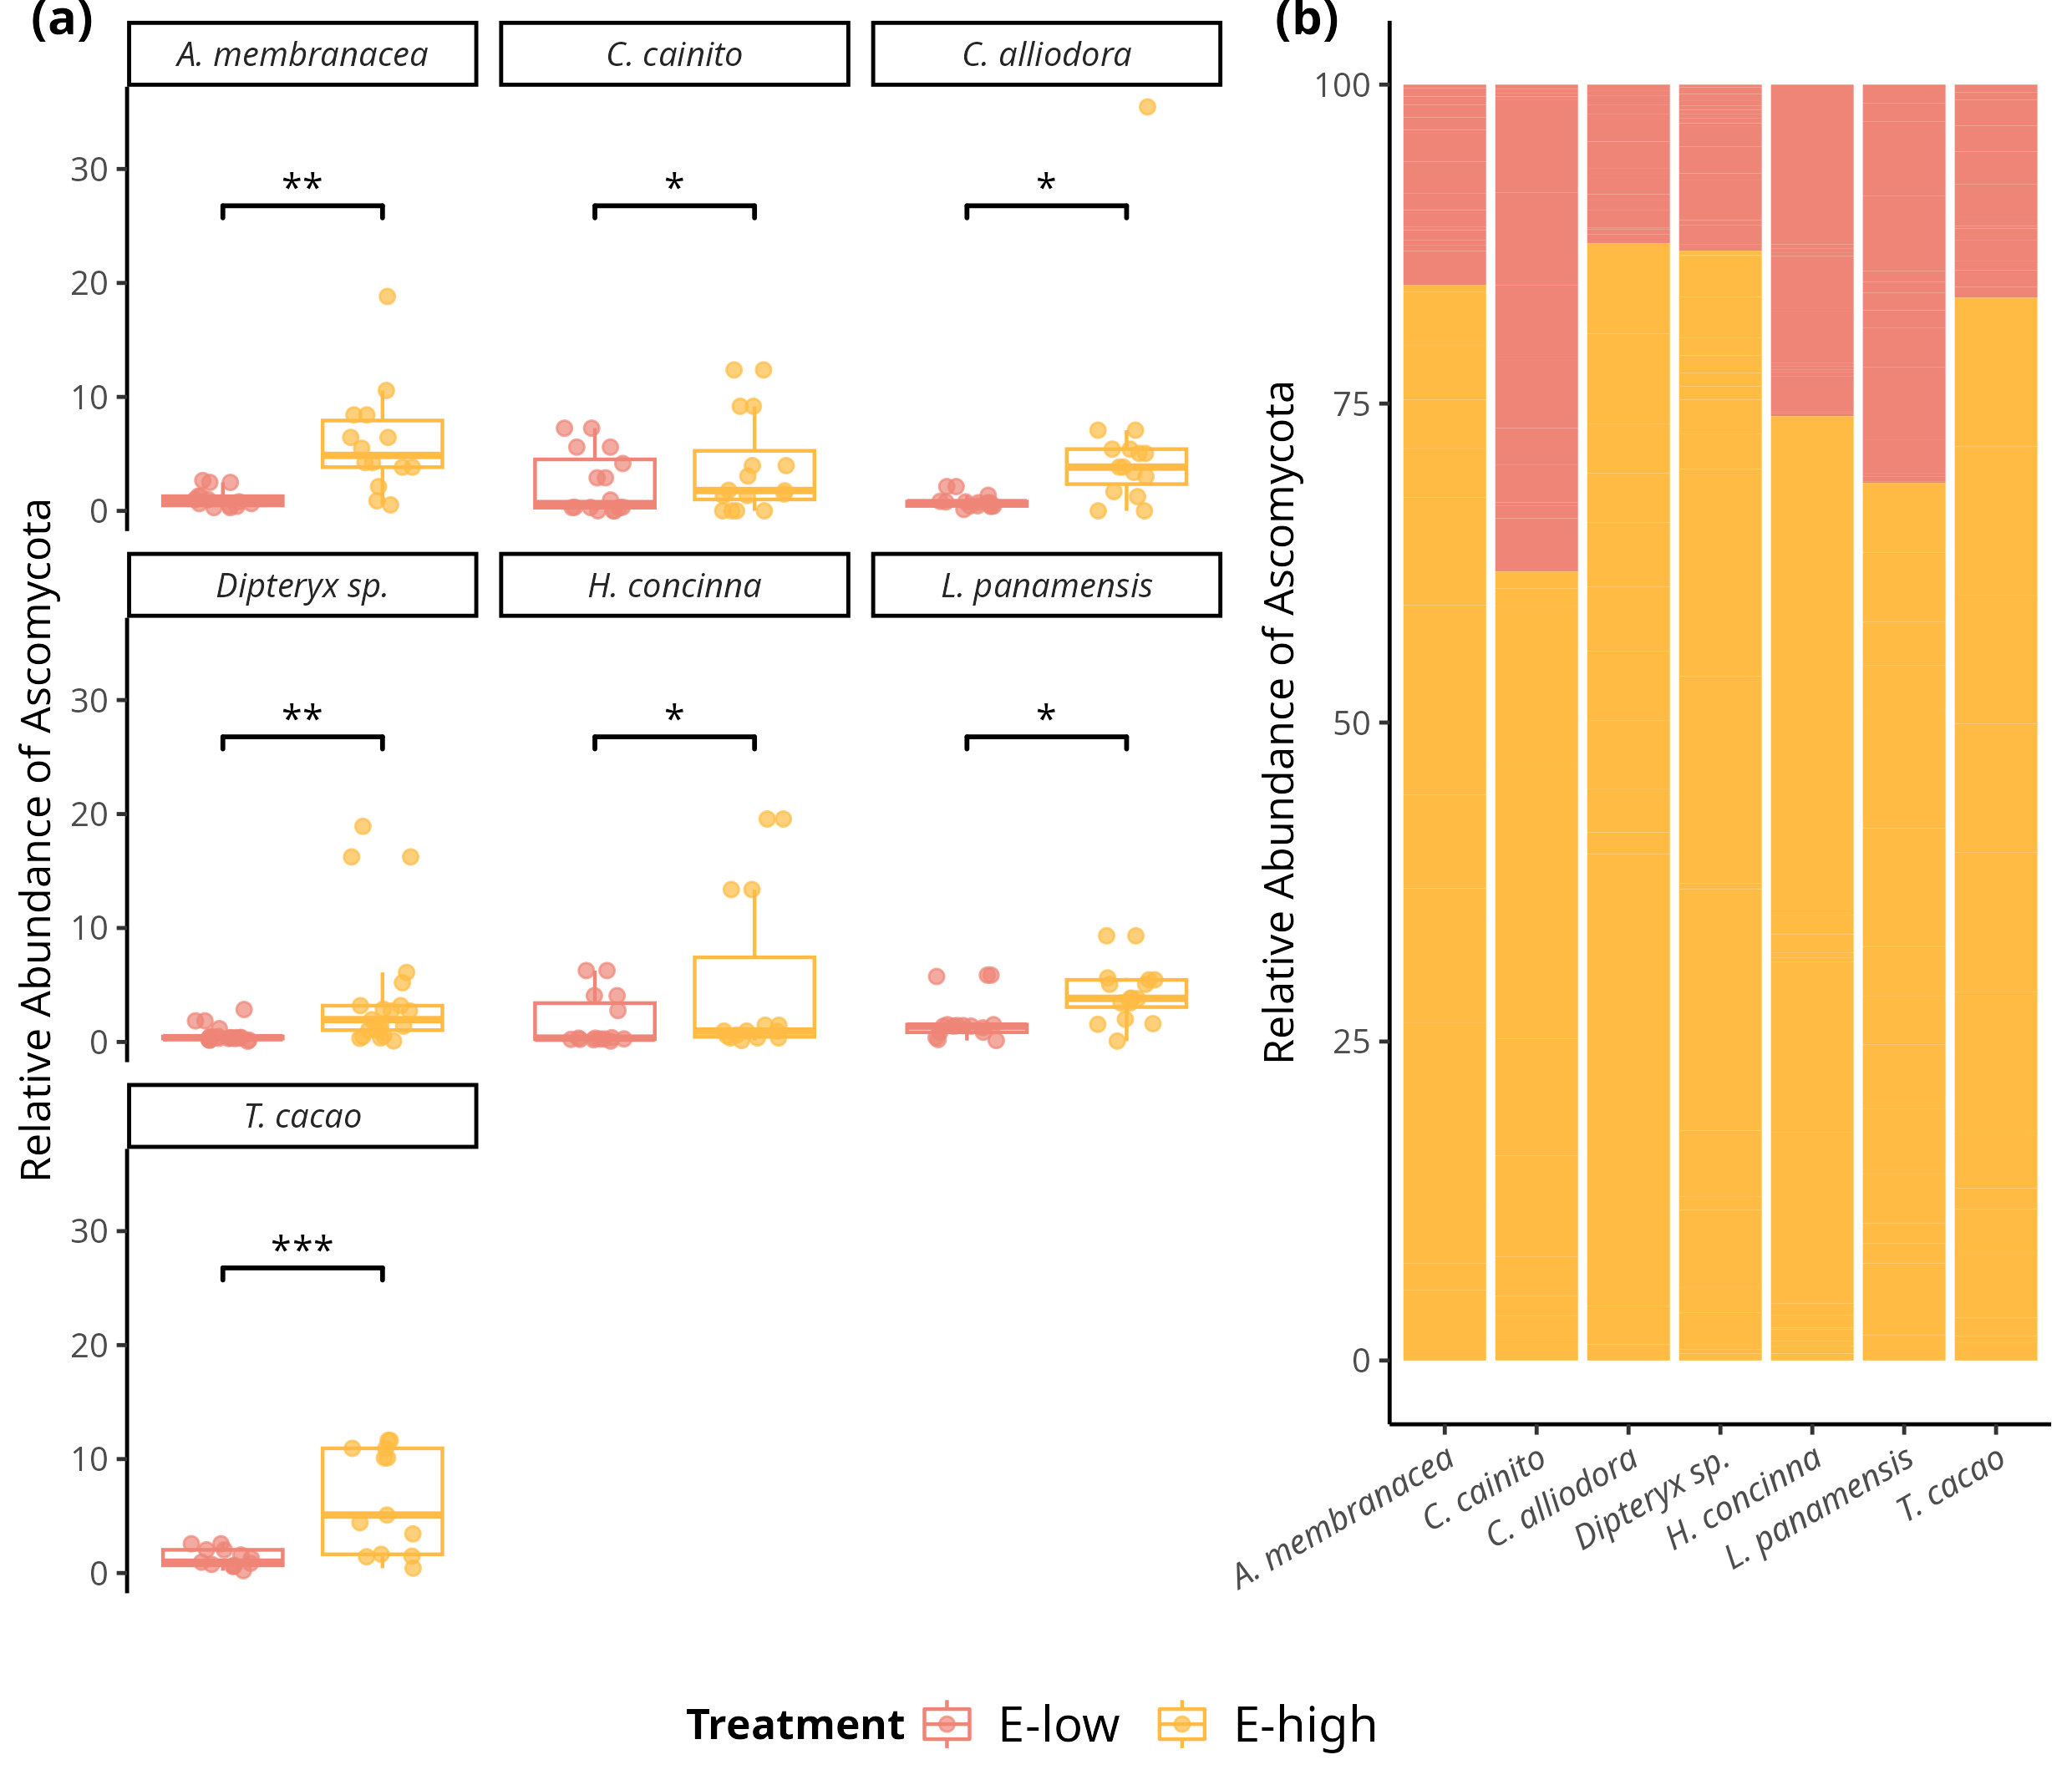 (a)
A. membranacea
C. cainito
C. alliodora
30
20
10
0
**
*
*
Dipteryx sp.
H. concinna
L. panamensis
30
20
10
0
**
*
*
T. cacao
30
20
10
0
***
Relative Abundance of Ascomycota
(b)
Relative Abundance of Ascomycota
100
75
50
25
0
A. membranacea
C. cainito
C. alliodora
Dipteryx sp.
H. concinna
L. panamensis
T. cacao
Treatment E-low E-high